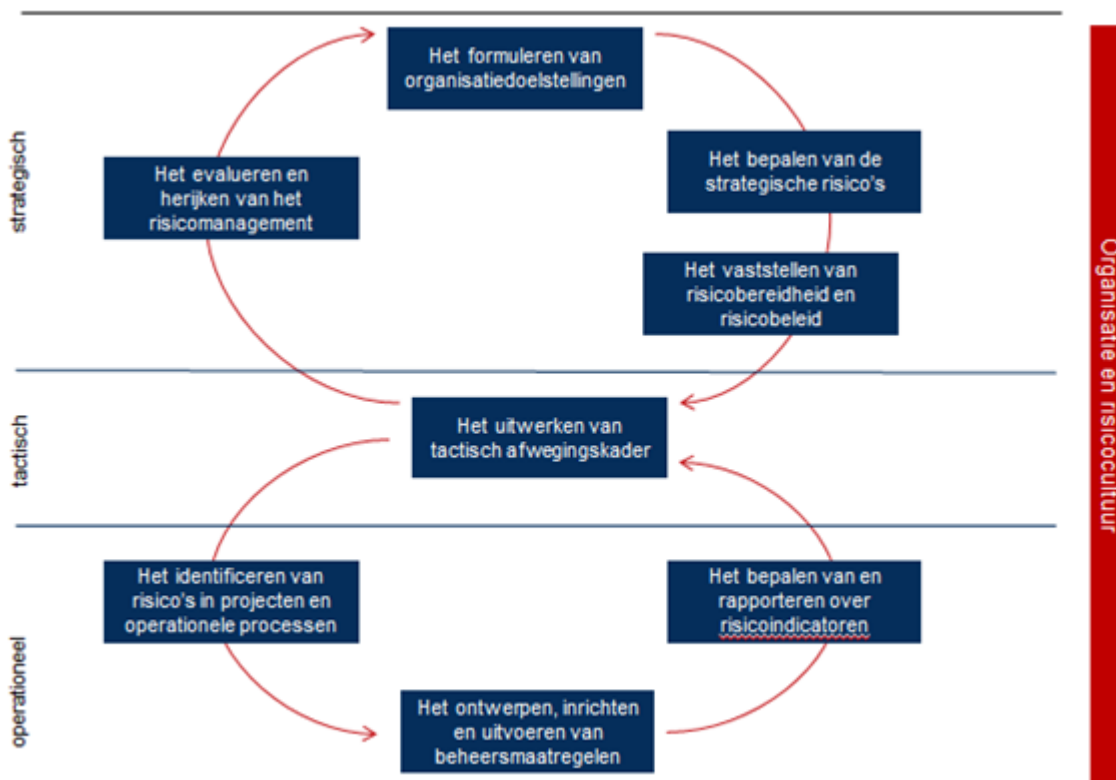 Het formuleren van
organisatiedoelstellingen
strategisch
Het evalueren en
herijken van het
risicomanagement
Het bepalen van de
strategische risico's
Het vaststellen van
risicobereidheid en
risicobeleid
tactisch
Het uitwerken van
tactisch afwegingskader
operationeel
Het identificeren van
risico's in projecten en
operationele processen
Het bepalen van en
rapporteren over
risicoindicatoren
Het ontwerpen, inrichten
en uitvoeren van
beheersmaatregelen
Organisatie en risicocultuur